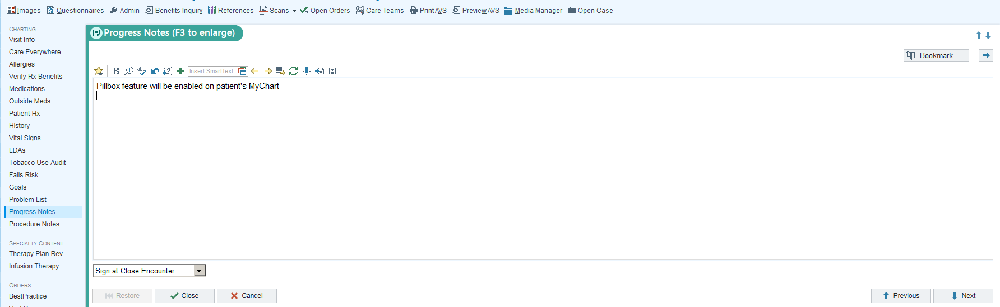 Images Questionnaires Admin Benefits Inquiry References Scans Open Orders Care Teams Print AVS Preview AVS Media Manager Open Case
CHARTING
Visit Info
Care Everywhere
Allergies
Verify Rx Benefits
Medications
Outside Meds
Patient Hx
History
Vital Signs
LDAs
Tobacco Use Audit
Falls Risk
Goals
Problem List
Progress Notes
Procedure Notes
SPECIALTY CONTENT
Therapy Plan Rev...
Infusion Therapy
ORDERS
BestPractice
Progress Notes (F3 to enlarge)
Bookmark
B abc Insert SmartText
Pillbox feature will be enabled on patient's MyChart
Sign at Close Encounter
Restore Close Cancel Previous Next